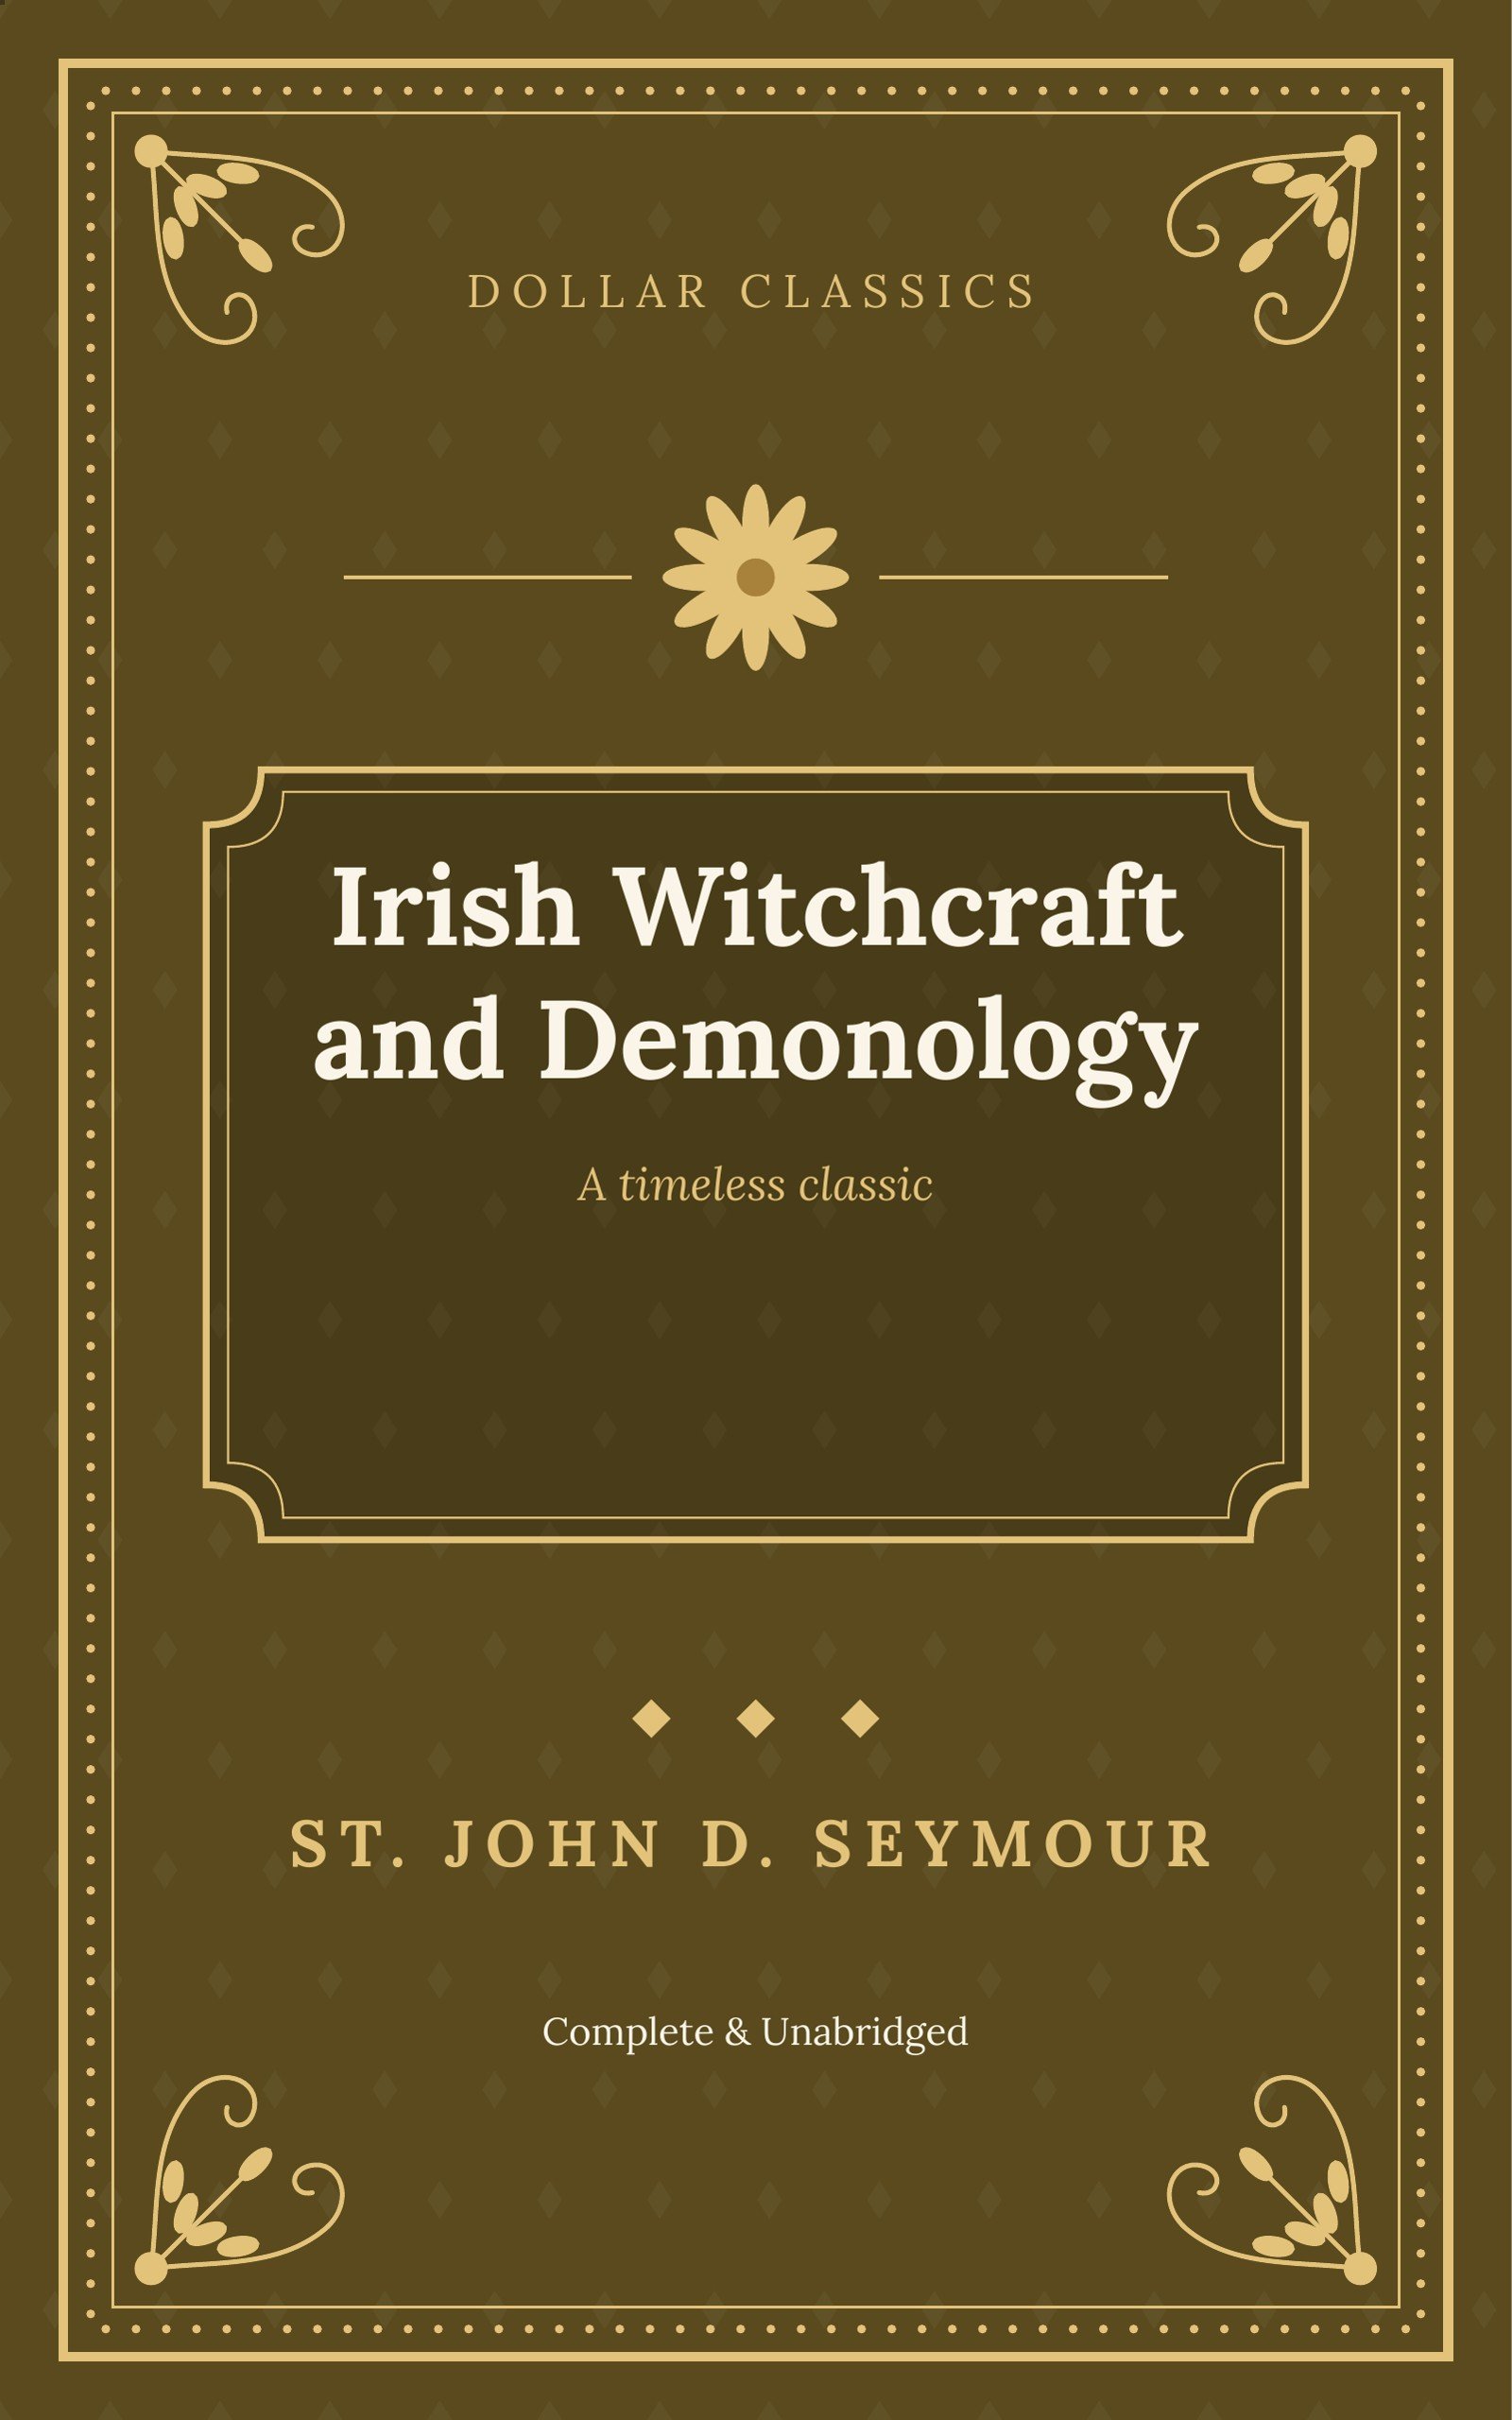 DOLLAR CLASSICS
Irish Witchcraft
and Demonology
A timeless classic
ST. JOHN D. SEYMOUR
Complete & Unabridged